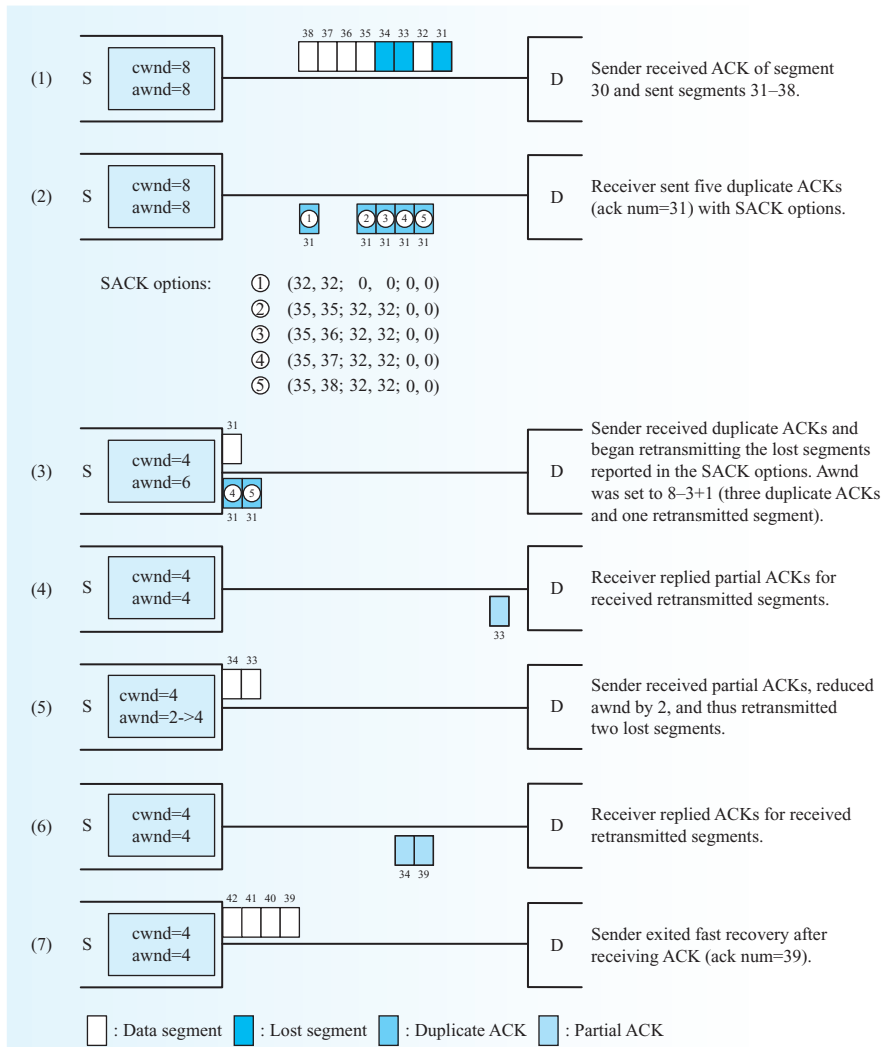 38 37 36 35 34 33 32 31
(1) S cwnd=8 awnd=8 D
Sender received ACK of segment
30 and sent segments 31–38.
(2) S cwnd=8 awnd=8 D
Receiver sent five duplicate ACKs
(ack num=31) with SACK options.
1 2 3 4 5
31 31 31 31 31
SACK options:
1 (32, 32; 0, 0; 0, 0)
2 (35, 35; 32, 32; 0, 0)
3 (35, 36; 32, 32; 0, 0)
4 (35, 37; 32, 32; 0, 0)
5 (35, 38; 32, 32; 0, 0)
31
(3) S cwnd=4 awnd=6 D
4 5
31 31
Sender received duplicate ACKs and
began retransmitting the lost segments
reported in the SACK options. Awnd
was set to 8–3+1 (three duplicate ACKs
and one retransmitted segment).
(4) S cwnd=4 awnd=4 D
33
Receiver replied partial ACKs for
received retransmitted segments.
34 33
(5) S cwnd=4 awnd=2->4 D
Sender received partial ACKs, reduced
awnd by 2, and thus retransmitted
two lost segments.
(6) S cwnd=4 awnd=4 D
34 39
Receiver replied ACKs for received
retransmitted segments.
42 41 40 39
(7) S cwnd=4 awnd=4 D
Sender exited fast recovery after
receiving ACK (ack num=39).
: Data segment : Lost segment : Duplicate ACK : Partial ACK